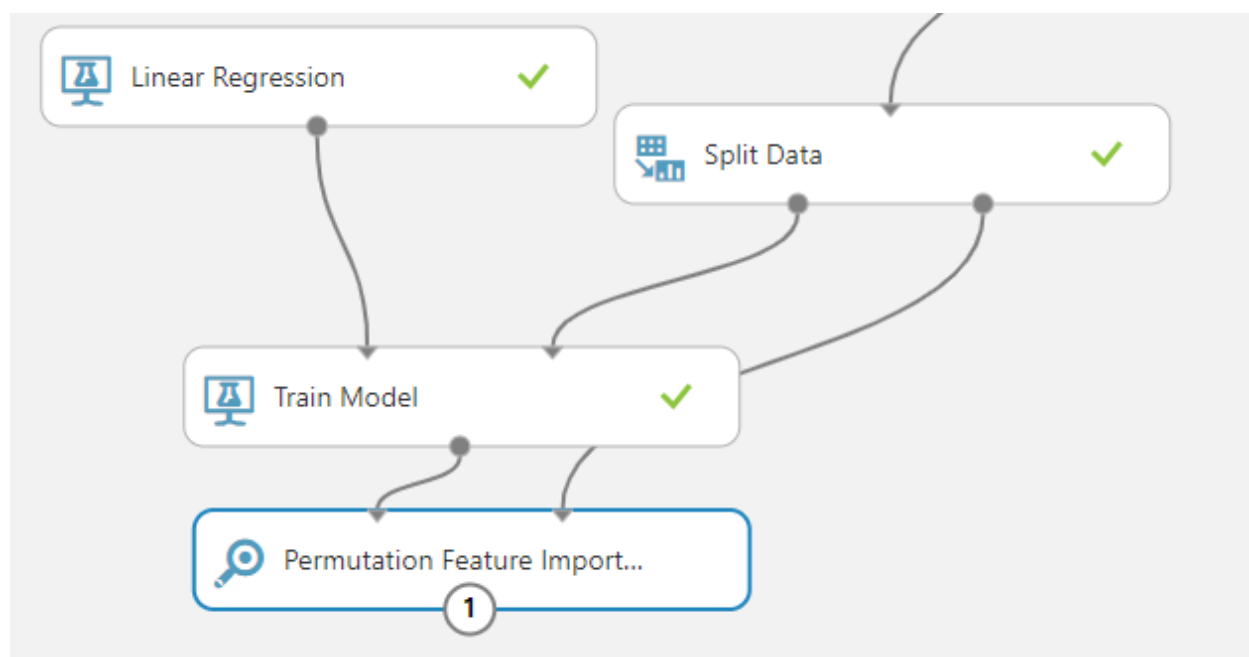 Linear Regression
Split Data
Train Model
Permutation Feature Import...
1